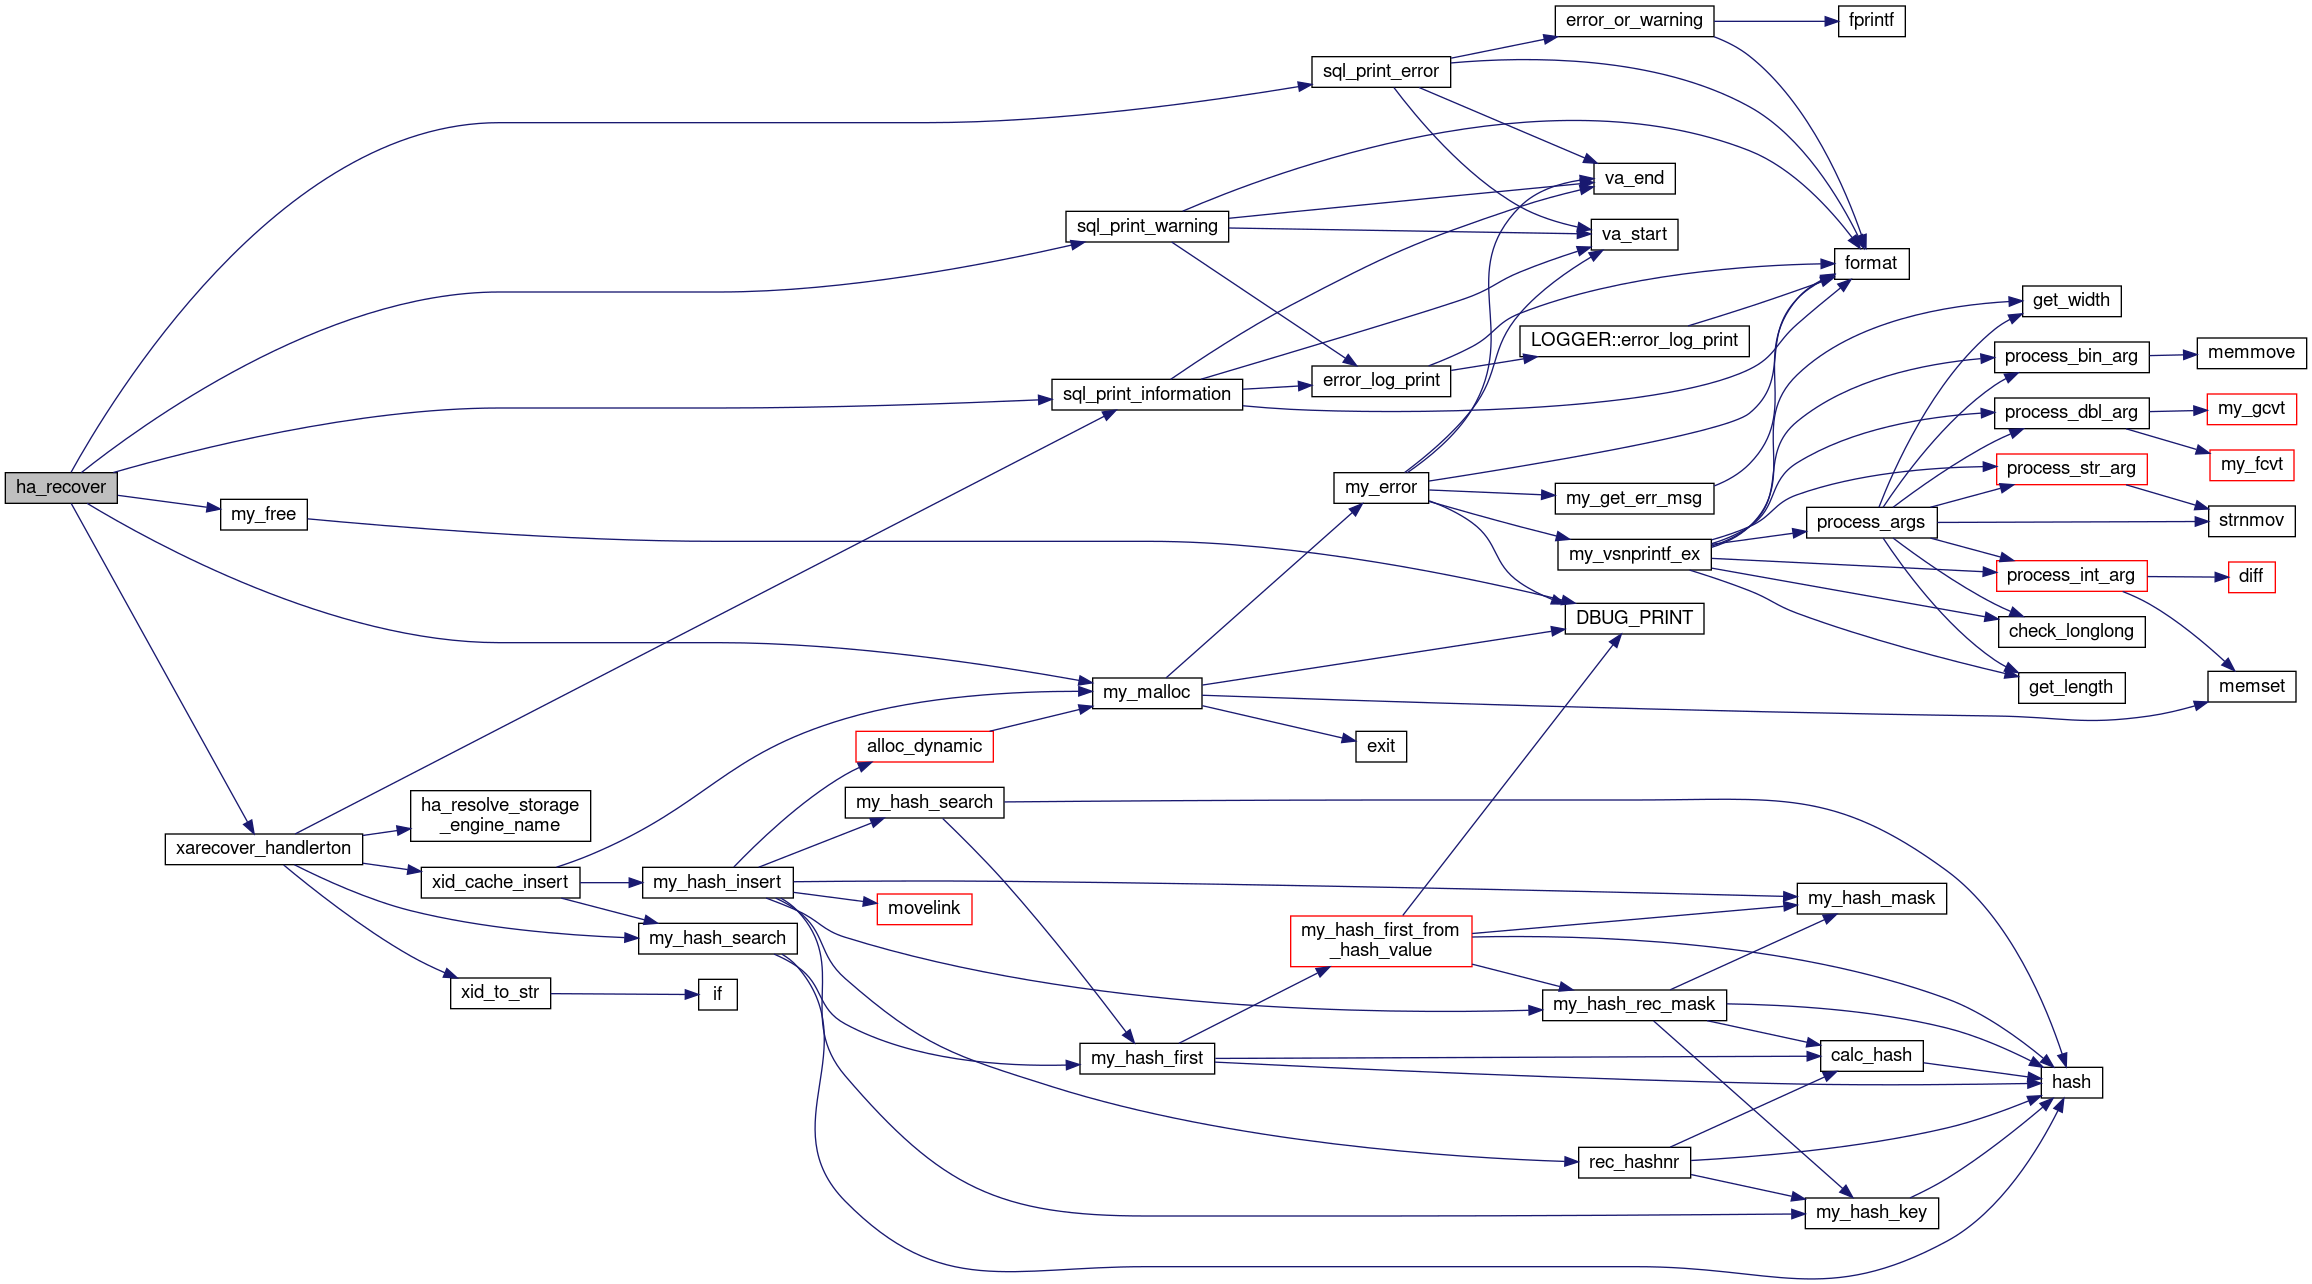 error_or_warning
fprintf
sql_print_error
va_end
sql_print_warning
va_start
format
get_width
LOGGER::error_log_print
process_bin_arg
memmove
error_log_print
sql_print_information
process_dbl_arg
my_gcvt
process_str_arg
my_fcvt
ha_recover
my_error
my_get_err_msg
my_free
process_args
strnmov
my_vsnprintf_ex
process_int_arg
diff
DBUG_PRINT
check_longlong
my_malloc
get_length
memset
alloc_dynamic
exit
ha_resolve_storage
_engine_name
my_hash_search
xarecover_handlerton
xid_cache_insert
my_hash_insert
movelink
my_hash_mask
my_hash_search
my_hash_first_from
_hash_value
xid_to_str
if
my_hash_rec_mask
my_hash_first
calc_hash
hash
rec_hashnr
my_hash_key